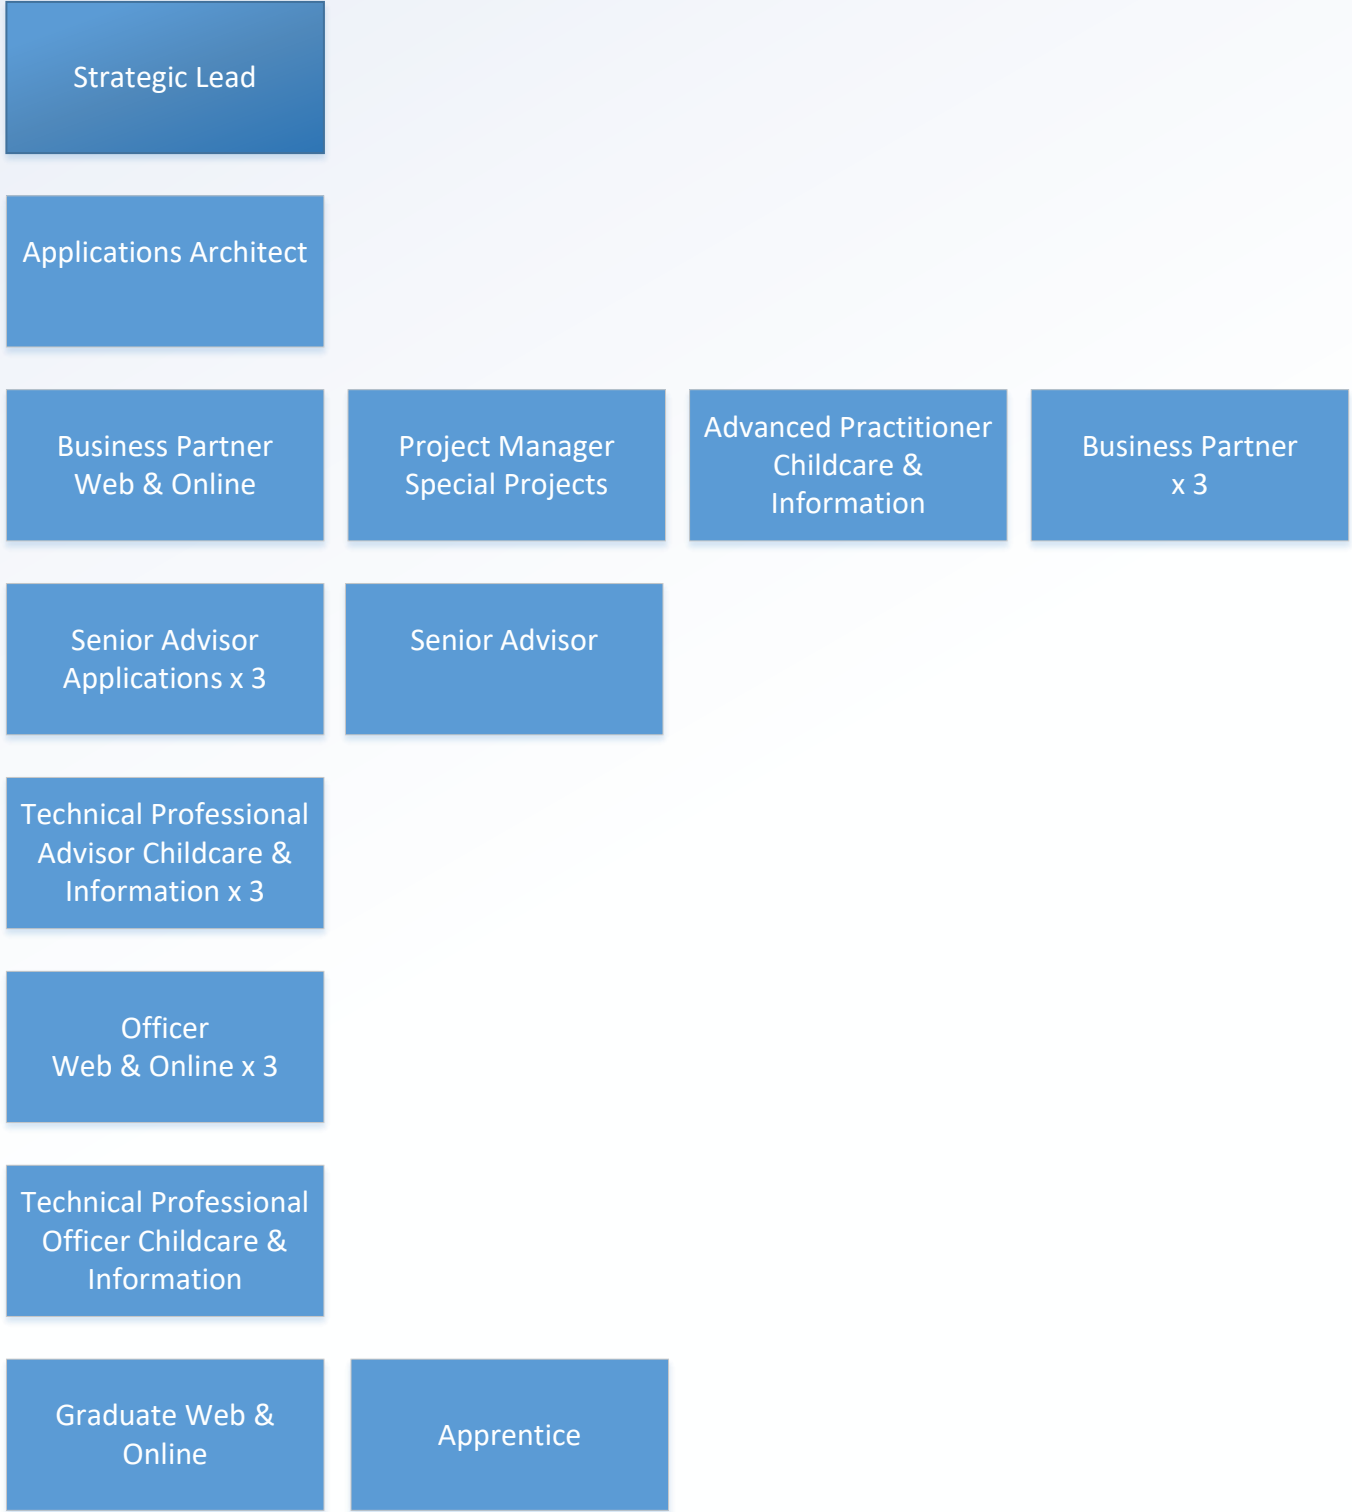 Strategic Lead
Applications Architect
Business Partner
Web & Online
Project Manager
Special Projects
Advanced Practitioner
Childcare &
Information
Business Partner
x 3
Senior Advisor
Applications x 3
Senior Advisor
Technical Professional
Advisor Childcare &
Information x 3
Officer
Web & Online x 3
Technical Professional
Officer Childcare &
Information
Graduate Web &
Online
Apprentice